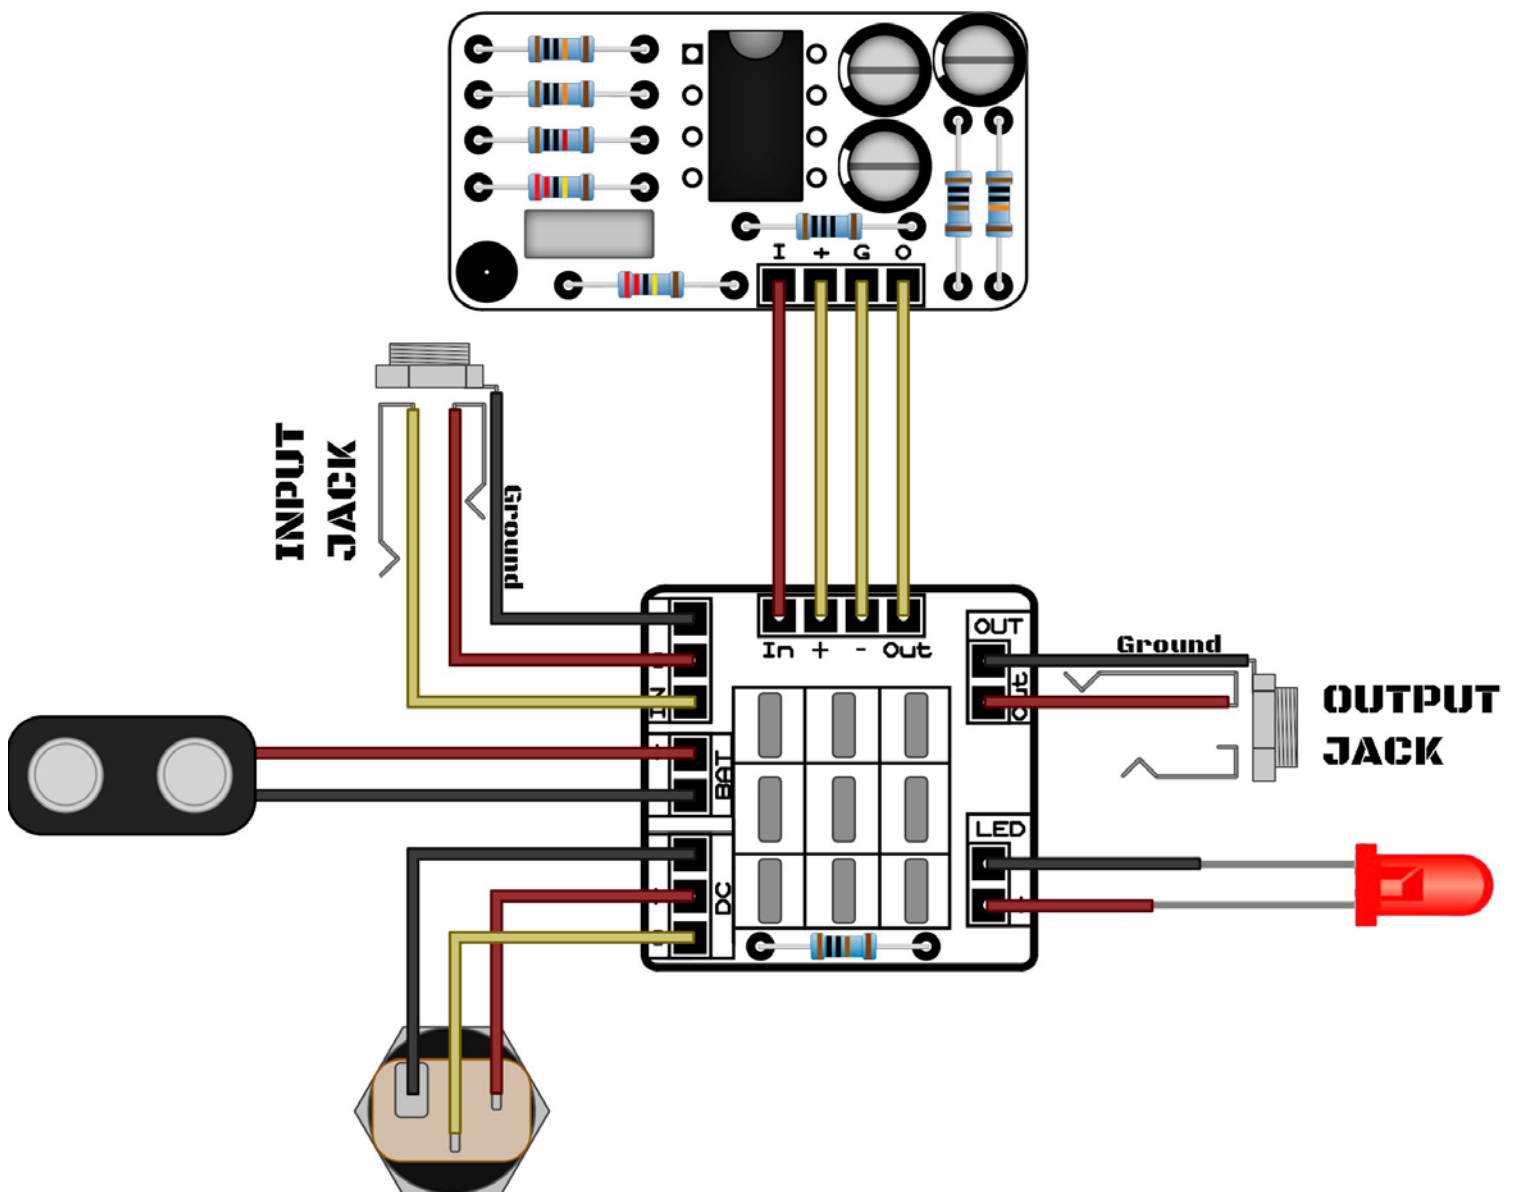 I + G O
INPUT
JACK
Ground
In + - Out
OUT
Out
Ground
OUTPUT
JACK
IN
BAT
DC
LED